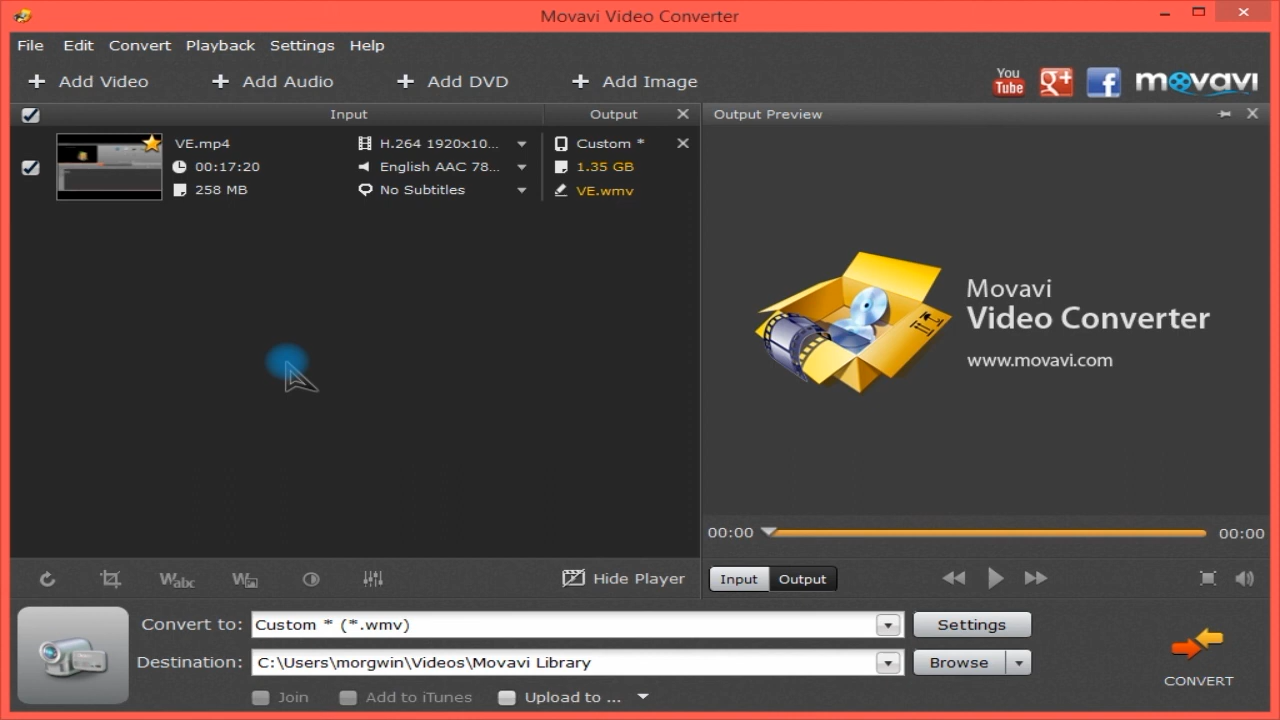 Movavi Video Converter
File Edit Convert Playback Settings Help
+ Add Video + Add Audio + Add DVD + Add Image
You Tube g+ f movavi
Input Output
Output Preview
VE.mp4 H.264 1920x10... Custom *
00:17:20 English AAC 78... 1.35 GB
258 MB No Subtitles VE.wmv
Movavi
Video Converter
www.movavi.com
00:00 00:00
Wabc W Hide Player
Input Output
Convert to: Custom * (*.wmv) Settings
Destination: C:\Users\morgwin\Videos\Movavi Library Browse
CONVERT
Join Add to iTunes Upload to ...